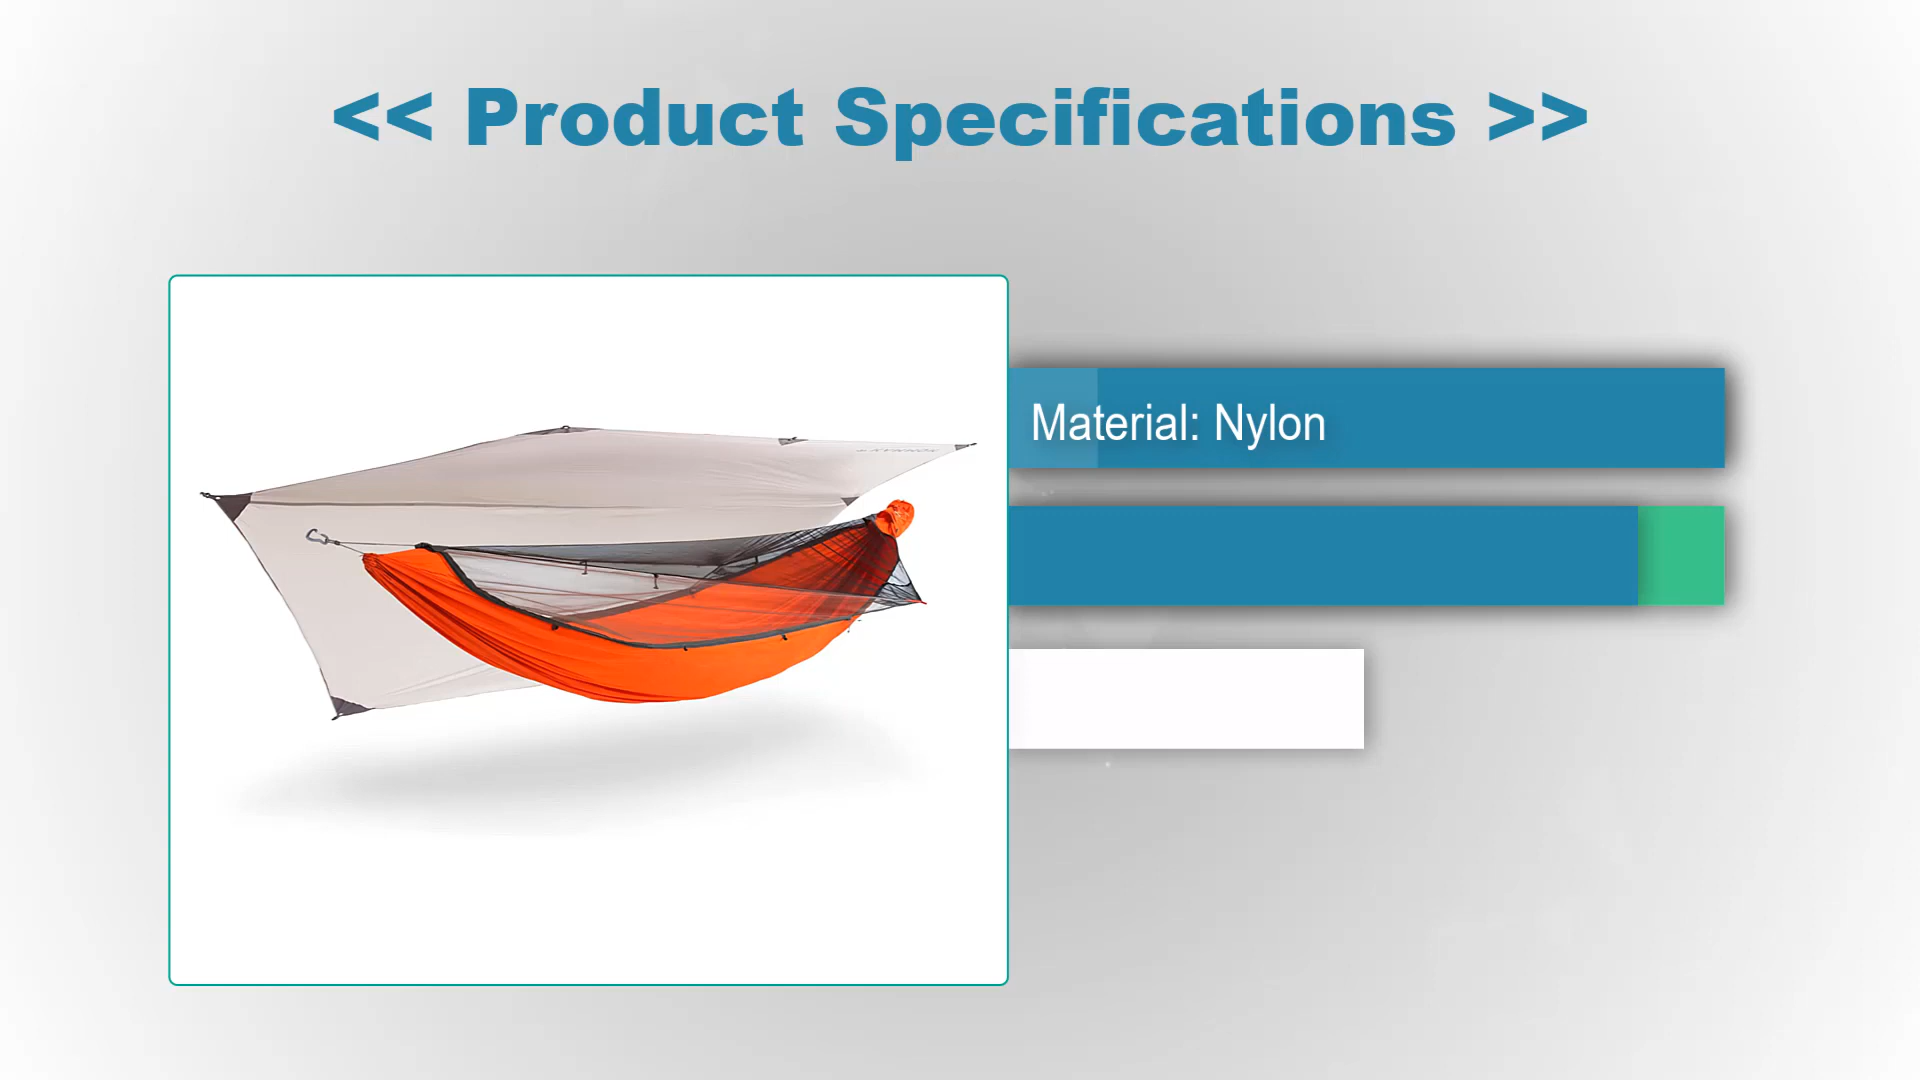 << Product Specifications >>
Material: Nylon